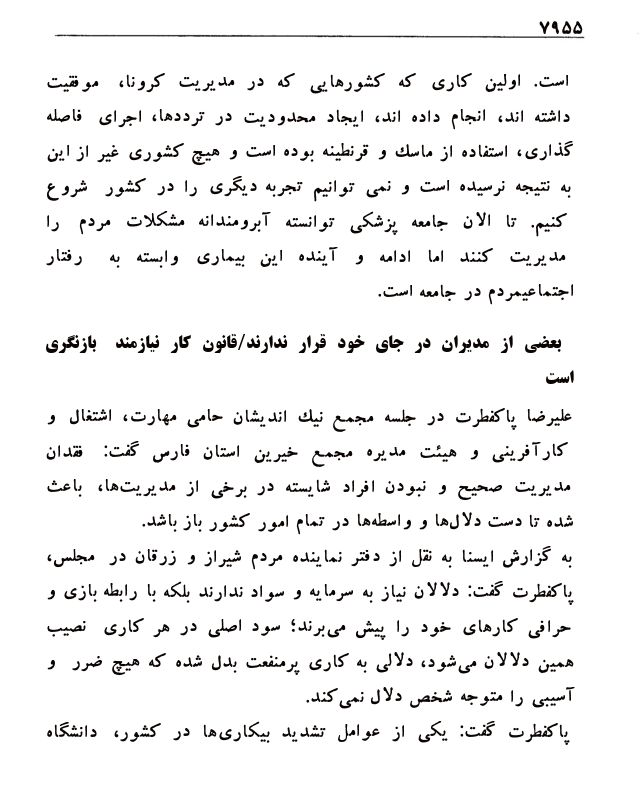 ۷۹۵۵
است. اولین کاری که کشورهایی که در مدیریت کرونا، موفقیت
داشته اند، انجام داده اند، ایجاد محدودیت در ترددها، اجرای فاصله
گذاری، استفاده از ماسك و قرنطینه بوده است و هیچ کشوری غیر از این
به نتیجه نرسیده است و نمی توانیم تجربه دیگری را در کشور شروع
کنیم. تا الآن جامعه پزشکی توانسته آبرومندانه مشکلات مردم را
مدیریت کنند اما ادامه و آینده این بیماری وابسته به رفتار
اجتماعیمردم در جامعه است.
بعضی از مدیران در جای خود قرار ندارند/قانون کار نیازمند بازنگری
است
علیرضا پاکفطرت در جلسه مجمع نیك اندیشان حامی مهارت، اشتغال و
کارآفرینی و هیئت مدیره مجمع خیرین استان فارس گفت: فقدان
مدیریت صحیح و نبودن افراد شایسته در برخی از مدیریت‌ها، باعث
شده تا دست دلال‌ها و واسطه‌ها در تمام امور کشور باز باشد.
به گزارش ایسنا به نقل از دفتر نماینده مردم شیراز و زرقان در مجلس،
پاکفطرت گفت: دلالان نیاز به سرمایه و سواد ندارند بلکه با رابطه بازی و
حرافی کارهای خود را پیش می‌برند؛ سود اصلی در هر کاری نصیب
همین دلالان می‌شود، دلالی به کاری پرمنفعت بدل شده که هیچ ضرر و
آسیبی را متوجه شخص دلال نمی‌کند.
پاکفطرت گفت: یکی از عوامل تشدید بیکاری‌ها در کشور، دانشگاه